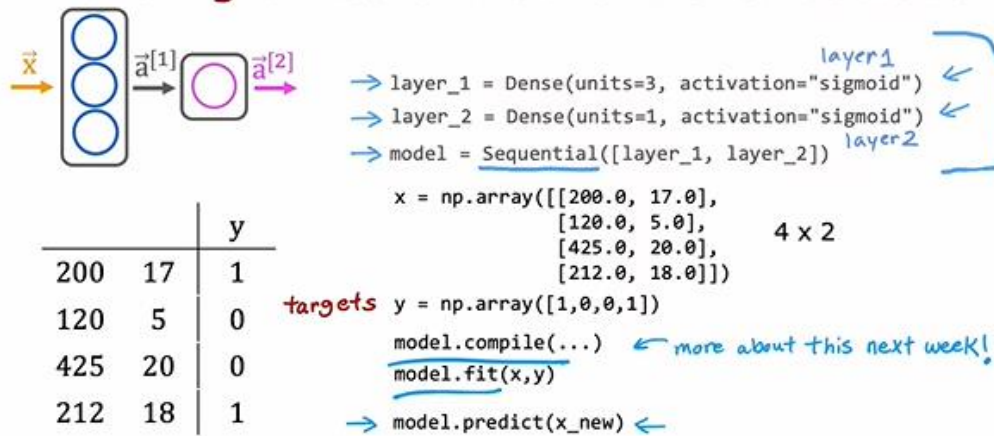 x⃗
a⃗[1]
a⃗[2]
layer1
→ layer_1 = Dense(units=3, activation="sigmoid") ←
→ layer_2 = Dense(units=1, activation="sigmoid") ←
→ model = Sequential([layer_1, layer_2])
layer2
x = np.array([[200.0, 17.0],
[120.0, 5.0],
[425.0, 20.0],
[212.0, 18.0]])
4 x 2
targets y = np.array([1,0,0,1])
model.compile(...) ← more about this next week!
model.fit(x,y)
→ model.predict(x_new) ←
y
200 17 1
120 5 0
425 20 0
212 18 1